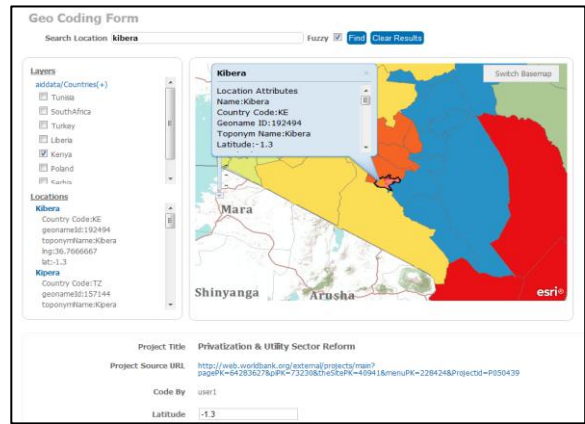 Geo Coding Form
Search Location kibera Fuzzy Find Clear Results
Layers
aiddata/Countries(+)
Tunisia
SouthAfrica
Turkey
Liberia
Kenya
Poland
Serbia
Locations
Kibera
Country Code:KE
geonameId:192494
toponymName:Kibera
lng:36.7666667
lat:-1.3
Kipera
Country Code:TZ
geonameId:157144
toponymName:Kipera
Kibera
Location Attributes
Name:Kibera
Country Code:KE
Geoname ID:192494
Toponym Name:Kibera
Latitude:-1.3
Switch Basemap
Mara
Shinyanga
Arusha
esri
Project Title Privatization & Utility Sector Reform
Project Source URL http://web.worldbank.org/external/projects/main?
pagePK=64283627&piPK=73230&theSitePK=40941&menuPK=228424&Projectid=P050439
Code By user1
Latitude -1.3